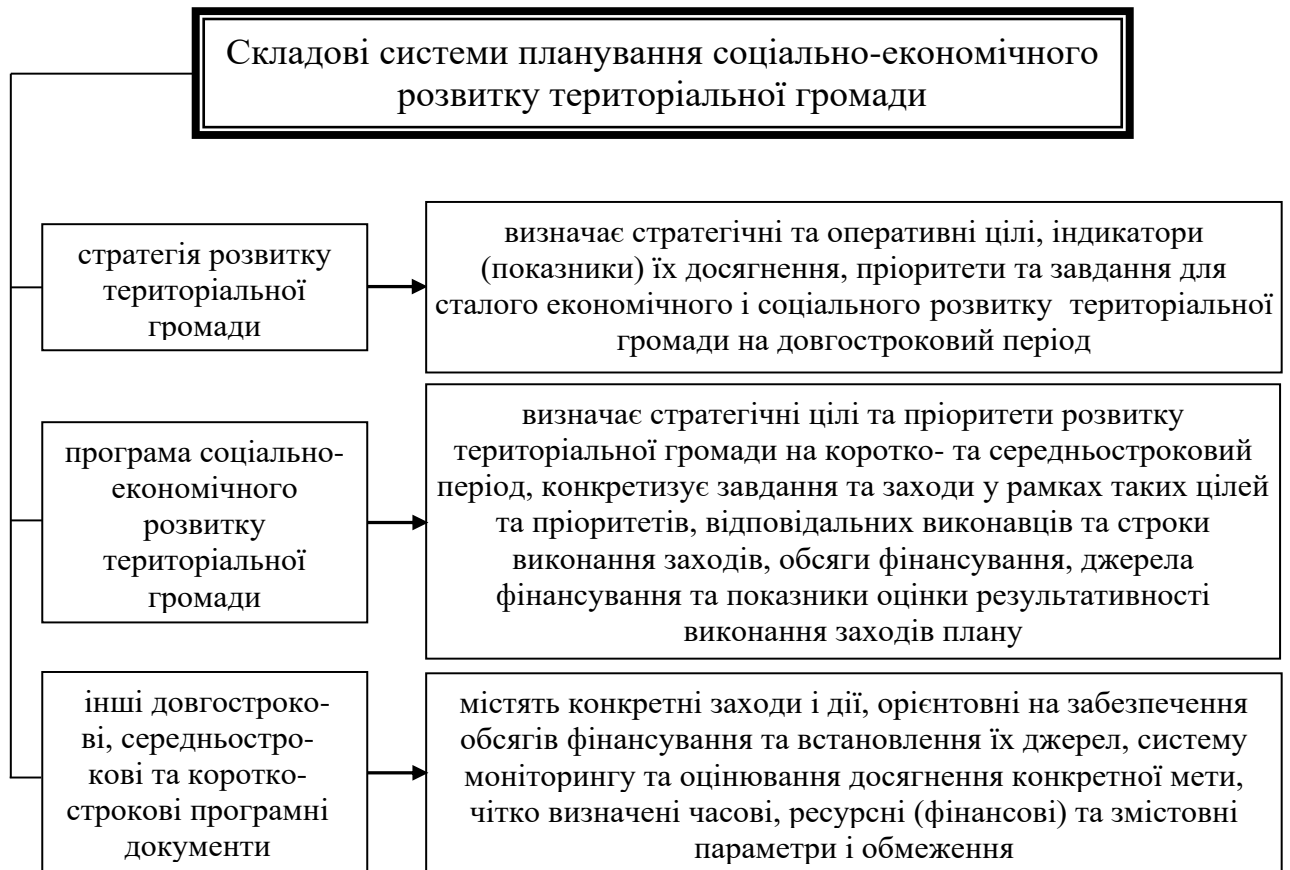 Складові системи планування соціально-економічного
розвитку територіальної громади
стратегія розвитку
територіальної
громади
визначає стратегічні та оперативні цілі, індикатори
(показники) їх досягнення, пріоритети та завдання для
сталого економічного і соціального розвитку територіальної
громади на довгостроковий період
програма соціально-
економічного
розвитку
територіальної
громади
визначає стратегічні цілі та пріоритети розвитку
територіальної громади на коротко- та середньостроковий
період, конкретизує завдання та заходи у рамках таких цілей
та пріоритетів, відповідальних виконавців та строки
виконання заходів, обсяги фінансування, джерела
фінансування та показники оцінки результативності
виконання заходів плану
інші довгостроко-
ві, середньостро-
кові та коротко-
строкові програмні
документи
містять конкретні заходи і дії, орієнтовні на забезпечення
обсягів фінансування та встановлення їх джерел, систему
моніторингу та оцінювання досягнення конкретної мети,
чітко визначені часові, ресурсні (фінансові) та змістовні
параметри і обмеження